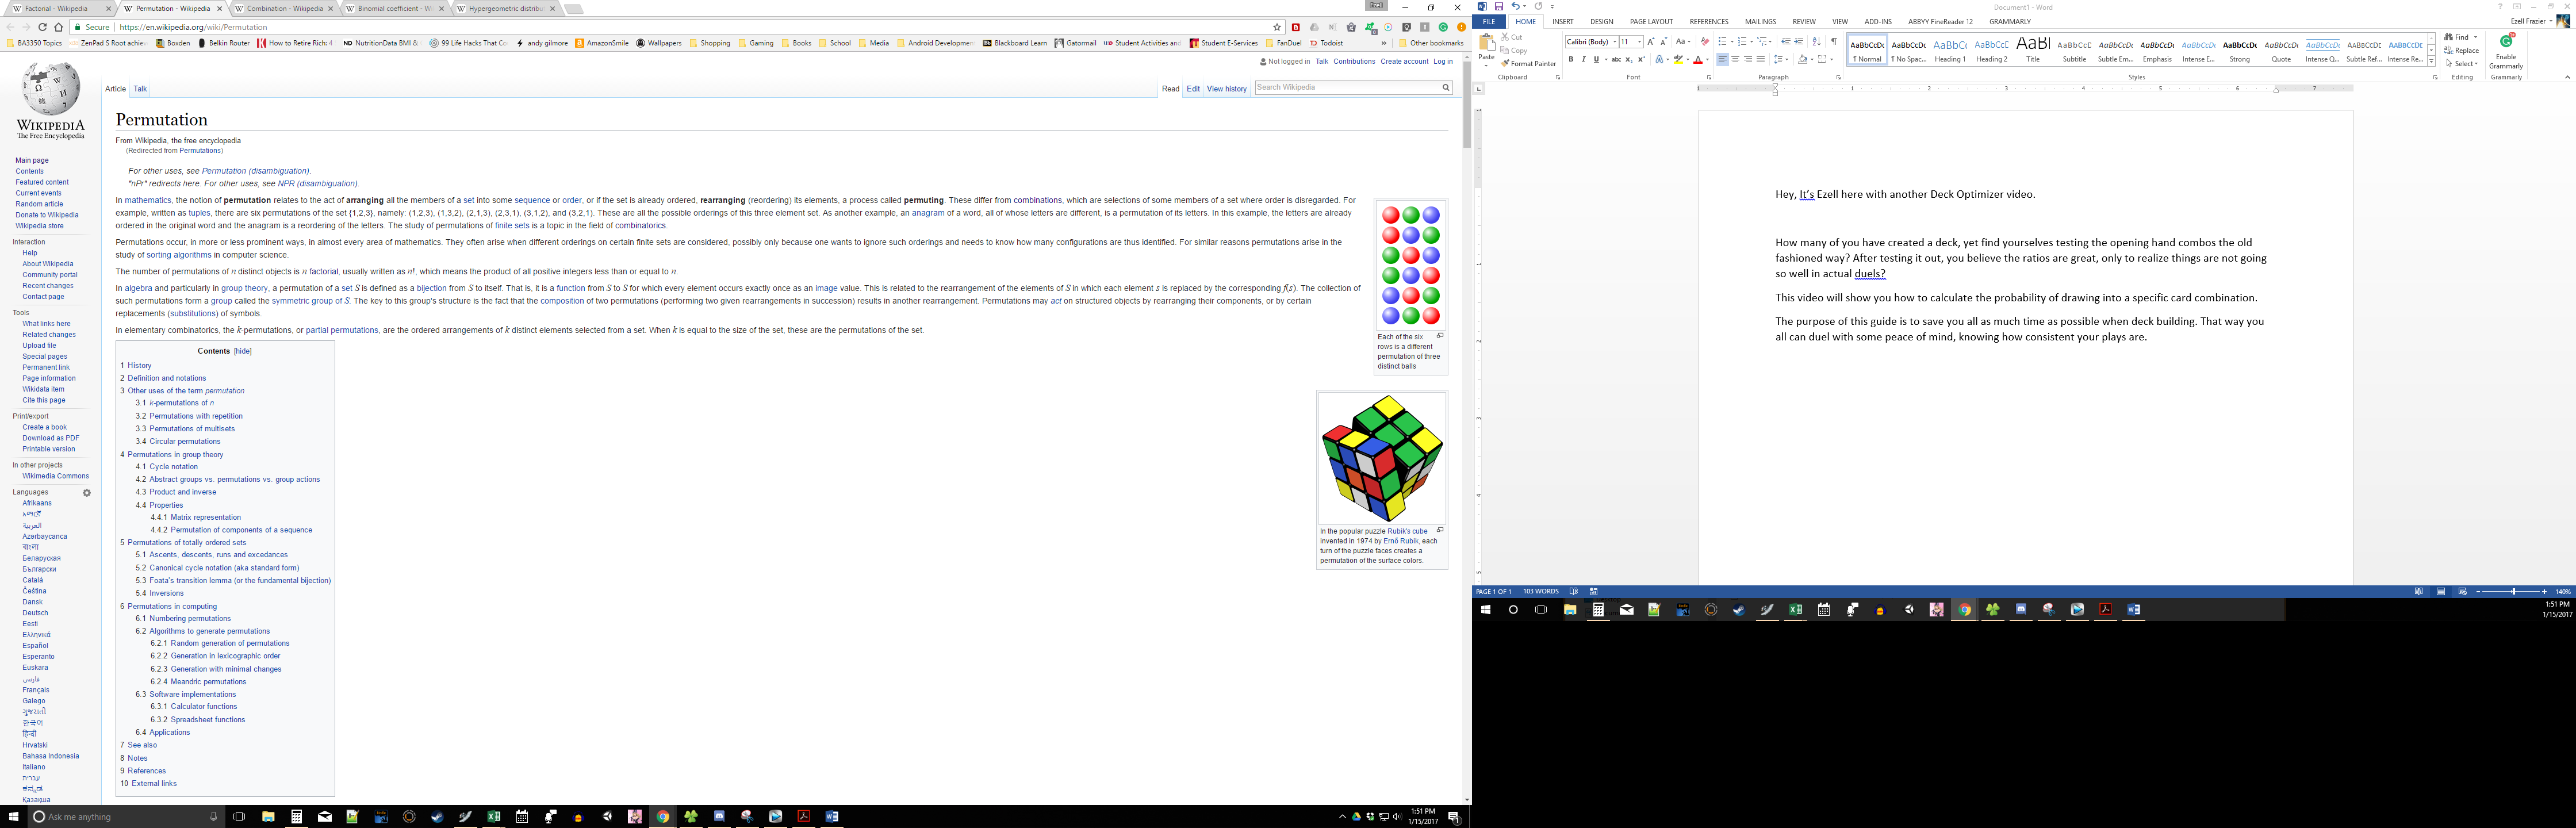 Factorial - Wikipedia
Permutation - Wikipedia
Combination - Wikipedia
Binomial coefficient - Wi
Hypergeometric distribut
Secure
https://en.wikipedia.org/wiki/Permutation
BA3350 Topics
ZenPad S Root achiev
Boxden
Belkin Router
How to Retire Rich: 4
NutritionData BMI &
99 Life Hacks That Co
andy gilmore
AmazonSmile
Wallpapers
Shopping
Gaming
Books
School
Media
Android Developmen
Blackboard Learn
Gatormail
Student Activities and
Student E-Services
FanDuel
Todoist
Other bookmarks
Not logged in Talk Contributions Create account Log in
Article Talk
Read Edit View history
Search Wikipedia
WIKIPEDIA
The Free Encyclopedia
Main page
Contents
Featured content
Current events
Random article
Donate to Wikipedia
Wikipedia store
Interaction
Help
About Wikipedia
Community portal
Recent changes
Contact page
Tools
What links here
Related changes
Upload file
Special pages
Permanent link
Page information
Wikidata item
Cite this page
Print/export
Create a book
Download as PDF
Printable version
In other projects
Wikimedia Commons
Languages
Afrikaans
አማርኛ
العربية
Azərbaycanca
বাংলা
Беларуская
Български
Català
Čeština
Dansk
Deutsch
Eesti
Ελληνικά
Español
Esperanto
Euskara
فارسی
Français
Galego
ગુજરાતી
한국어
हिन्दी
Hrvatski
Bahasa Indonesia
Italiano
עברית
ಕನ್ನಡ
Қазақша
Permutation
From Wikipedia, the free encyclopedia
(Redirected from Permutations)
For other uses, see Permutation (disambiguation).
"nPr" redirects here. For other uses, see NPR (disambiguation).
In mathematics, the notion of permutation relates to the act of arranging all the members of a set into some sequence or order, or if the set is already ordered, rearranging (reordering) its elements, a process called permuting. These differ from combinations, which are selections of some members of a set where order is disregarded. For
example, written as tuples, there are six permutations of the set {1,2,3}, namely: (1,2,3), (1,3,2), (2,1,3), (2,3,1), (3,1,2), and (3,2,1). These are all the possible orderings of this three element set. As another example, an anagram of a word, all of whose letters are different, is a permutation of its letters. In this example, the letters are already
ordered in the original word and the anagram is a reordering of the letters. The study of permutations of finite sets is a topic in the field of combinatorics.
Permutations occur, in more or less prominent ways, in almost every area of mathematics. They often arise when different orderings on certain finite sets are considered, possibly only because one wants to ignore such orderings and needs to know how many configurations are thus identified. For similar reasons permutations arise in the
study of sorting algorithms in computer science.
The number of permutations of n distinct objects is n factorial, usually written as n!, which means the product of all positive integers less than or equal to n.
In algebra and particularly in group theory, a permutation of a set S is defined as a bijection from S to itself. That is, it is a function from S to S for which every element occurs exactly once as an image value. This is related to the rearrangement of the elements of S in which each element s is replaced by the corresponding f(s). The collection of
such permutations form a group called the symmetric group of S. The key to this group's structure is the fact that the composition of two permutations (performing two given rearrangements in succession) results in another rearrangement. Permutations may act on structured objects by rearranging their components, or by certain
replacements (substitutions) of symbols.
In elementary combinatorics, the k-permutations, or partial permutations, are the ordered arrangements of k distinct elements selected from a set. When k is equal to the size of the set, these are the permutations of the set.
Contents [hide]
1 History
2 Definition and notations
3 Other uses of the term permutation
3.1 k-permutations of n
3.2 Permutations with repetition
3.3 Permutations of multisets
3.4 Circular permutations
4 Permutations in group theory
4.1 Cycle notation
4.2 Abstract groups vs. permutations vs. group actions
4.3 Product and inverse
4.4 Properties
4.4.1 Matrix representation
4.4.2 Permutation of components of a sequence
5 Permutations of totally ordered sets
5.1 Ascents, descents, runs and excedances
5.2 Canonical cycle notation (aka standard form)
5.3 Foata's transition lemma (or the fundamental bijection)
5.4 Inversions
6 Permutations in computing
6.1 Numbering permutations
6.2 Algorithms to generate permutations
6.2.1 Random generation of permutations
6.2.2 Generation in lexicographic order
6.2.3 Generation with minimal changes
6.2.4 Meandric permutations
6.3 Software implementations
6.3.1 Calculator functions
6.3.2 Spreadsheet functions
6.4 Applications
7 See also
8 Notes
9 References
10 External links
Each of the six
rows is a different
permutation of three
distinct balls
In the popular puzzle Rubik's cube
invented in 1974 by Ernő Rubik, each
turn of the puzzle faces creates a
permutation of the surface colors.
Ask me anything
1:51 PM
1/15/2017
Document1 - Word
FILE HOME INSERT DESIGN PAGE LAYOUT REFERENCES MAILINGS REVIEW VIEW ADD-INS ABBYY FineReader 12 GRAMMARLY
Ezell Frazier
Paste
Cut
Copy
Format Painter
Clipboard
Calibri (Body) 11
Font
Paragraph
¶ Normal
¶ No Spac...
Heading 1
Heading 2
Title
Subtitle
Subtle Em...
Emphasis
Intense E...
Strong
Quote
Intense Q...
Subtle Ref...
Intense Re...
Styles
Find
Replace
Select
Editing
Enable
Grammarly
Grammarly
Hey, It's Ezell here with another Deck Optimizer video.
How many of you have created a deck, yet find yourselves testing the opening hand combos the old
fashioned way? After testing it out, you believe the ratios are great, only to realize things are not going
so well in actual duels?
This video will show you how to calculate the probability of drawing into a specific card combination.
The purpose of this guide is to save you all as much time as possible when deck building. That way you
all can duel with some peace of mind, knowing how consistent your plays are.
PAGE 1 OF 1 103 WORDS
140%
1:51 PM
1/15/2017